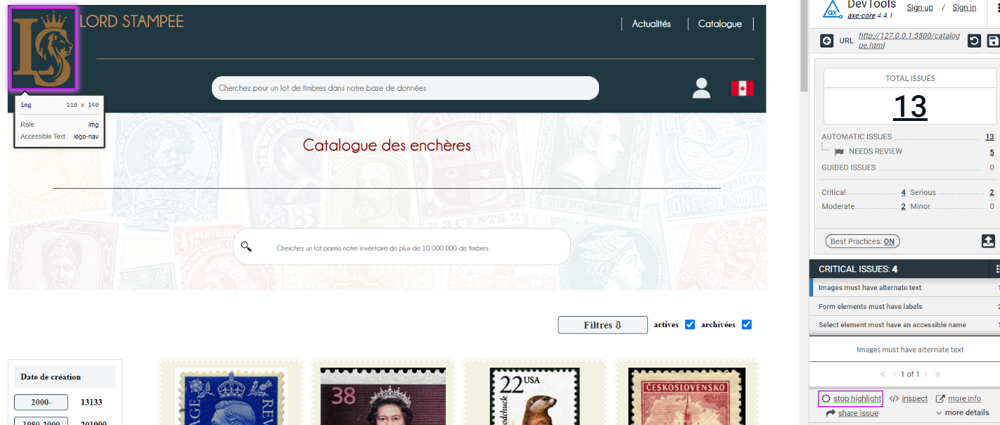 LS
LORD STAMPEE
Actualités
Catalogue
Cherchez pour un lot de timbres dans notre base de données
img 110 x 140
Role img
Accessible Text logo-nav
Catalogue des enchères
Cherchez un lot parmis notre inventaire de plus de 10 000 000 de timbres
Filtres ⇩ actives archivées
Date de création
2000- 13133
1980-2000 201000
38
22 USA
ČESKOSLOVENSKO
DevTools
axe-core 4.4.1
Sign up / Sign in
URL http://127.0.0.1:5500/catalogue.html
TOTAL ISSUES
13
AUTOMATIC ISSUES 13
NEEDS REVIEW 5
GUIDED ISSUES 0
Critical 4 Serious 2
Moderate 2 Minor 0
Best Practices: ON
CRITICAL ISSUES: 4
Images must have alternate text
Form elements must have labels
Select element must have an accessible name
Images must have alternate text
« < 1 of 1 > »
stop highlight </> inspect more info
share issue more details